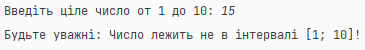 Введіть ціле число от 1 до 10: 15
Будьте уважні: Число лежить не в інтервалі [1; 10]!